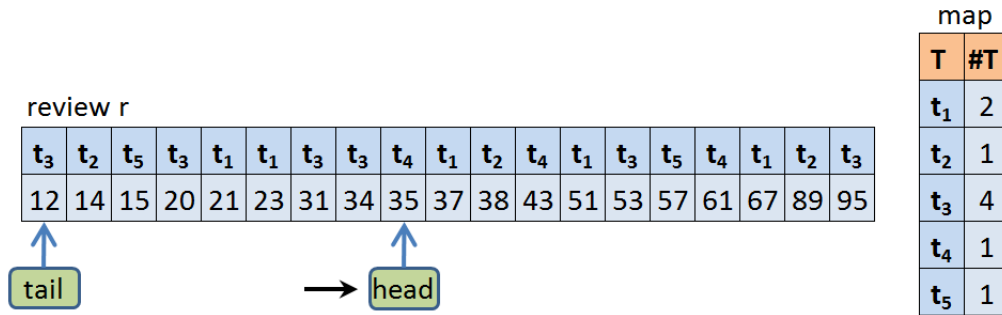 map
T #T
t₁ 2
t₂ 1
t₃ 4
t₄ 1
t₅ 1
review r
t₃ t₂ t₅ t₃ t₁ t₁ t₃ t₃ t₄ t₁ t₂ t₄ t₁ t₃ t₅ t₄ t₁ t₂ t₃
12 14 15 20 21 23 31 34 35 37 38 43 51 53 57 61 67 89 95
tail head